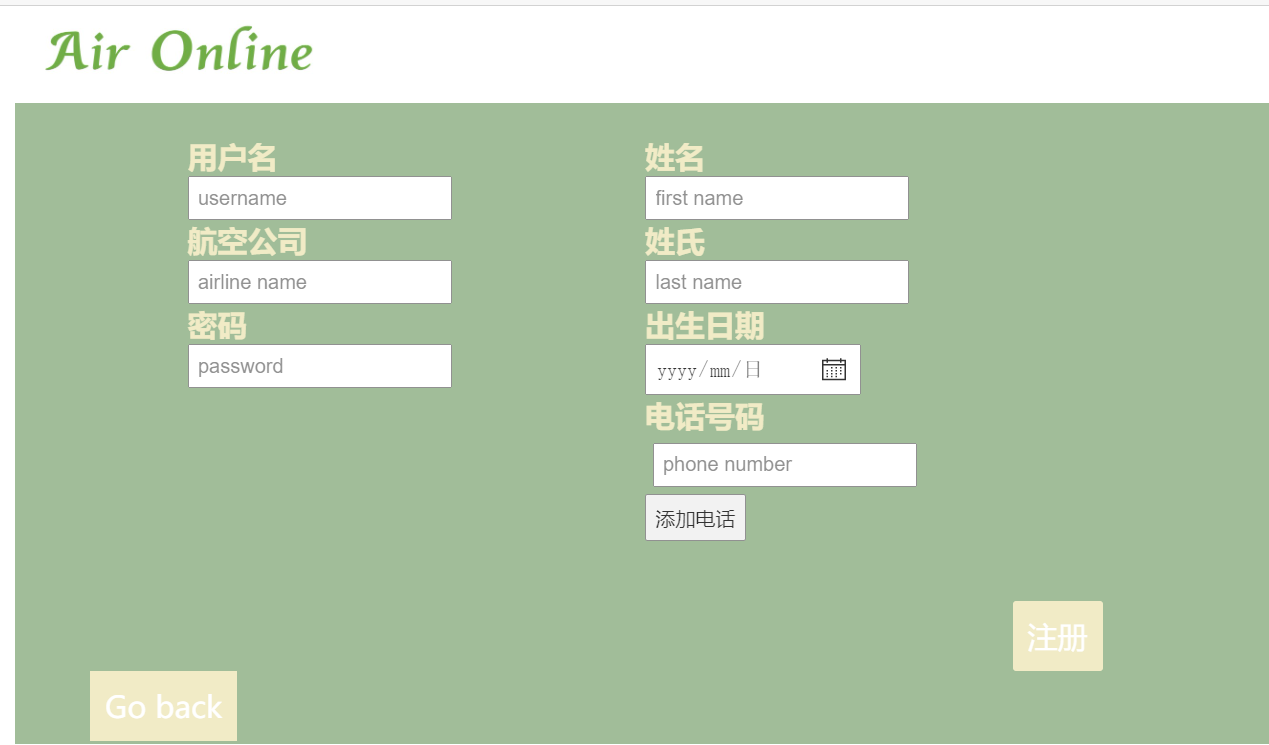 Air Online
用户名
username
航空公司
airline name
密码
password
姓名
first name
姓氏
last name
出生日期
yyyy/mm/日
电话号码
phone number
添加电话
注册
Go back